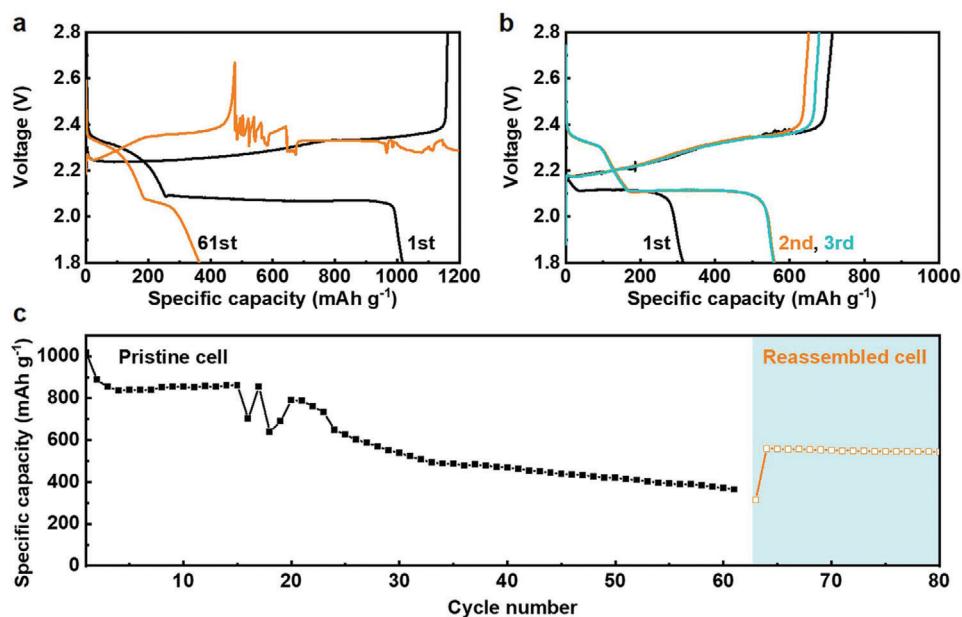 a
2.8
2.6
2.4
2.2
2.0
1.8
Voltage (V)
61st
1st
0 200 400 600 800 1000 1200
Specific capacity (mAh g⁻¹)
b
2.8
2.6
2.4
2.2
2.0
1.8
Voltage (V)
1st
2nd, 3rd
0 200 400 600 800 1000
Specific capacity (mAh g⁻¹)
c
1000
800
600
400
200
0
Specific capacity (mAh g⁻¹)
Pristine cell
Reassembled cell
10 20 30 40 50 60 70 80
Cycle number